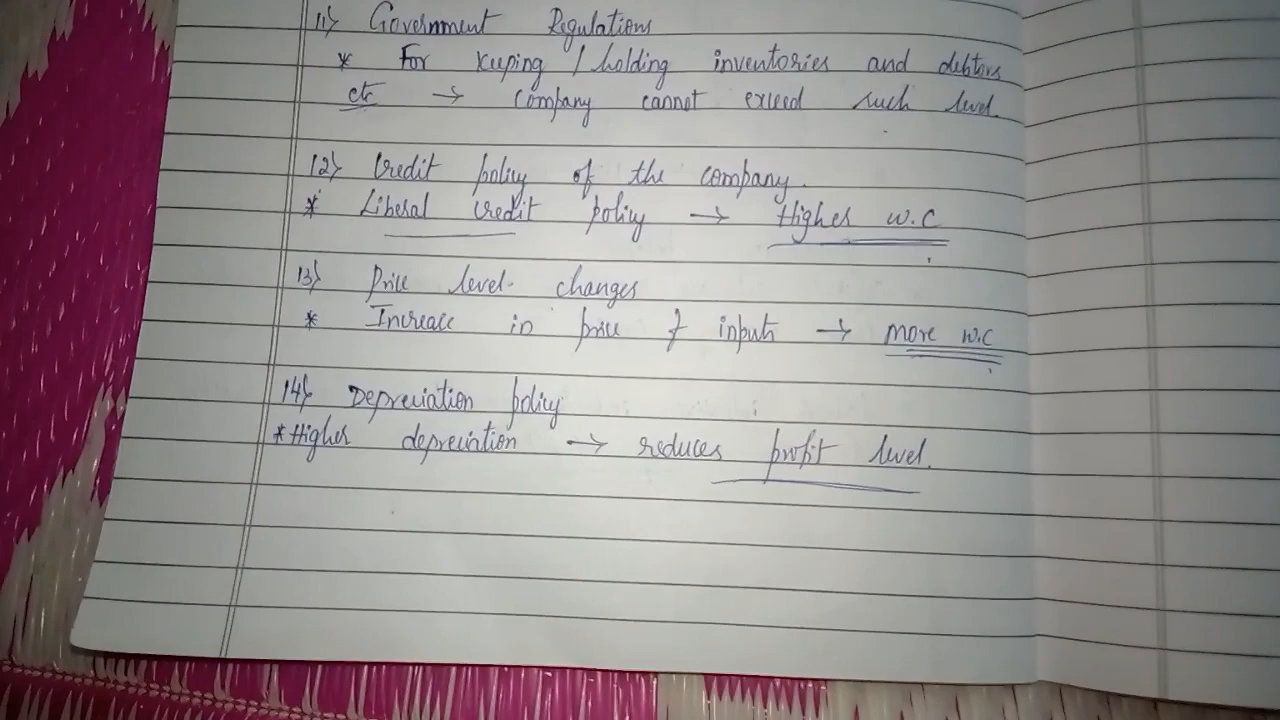 11) Government Regulations
* For keeping / holding inventories and debtors
etc → company cannot exceed such level.
12) Credit policy of the company.
* Liberal credit policy → Higher W.C
13) Price level changes
* Increase in price of inputs → more W.C
14) Depreciation policy
* Higher depreciation → reduces profit level.